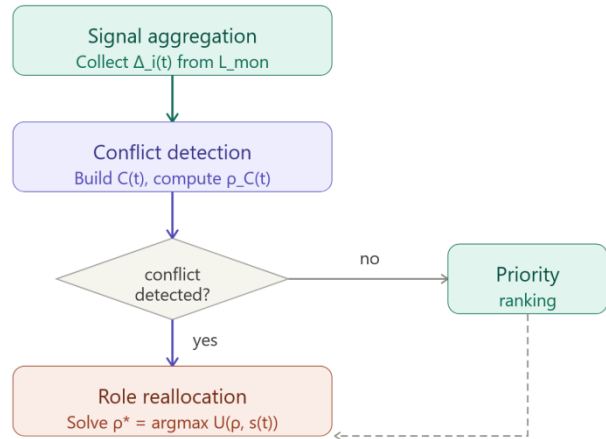 Signal aggregation
Collect Δ_i(t) from L_mon
Conflict detection
Build C(t), compute ρ_C(t)
conflict
detected?
no
Priority
ranking
yes
Role reallocation
Solve ρ* = argmax U(ρ, s(t))